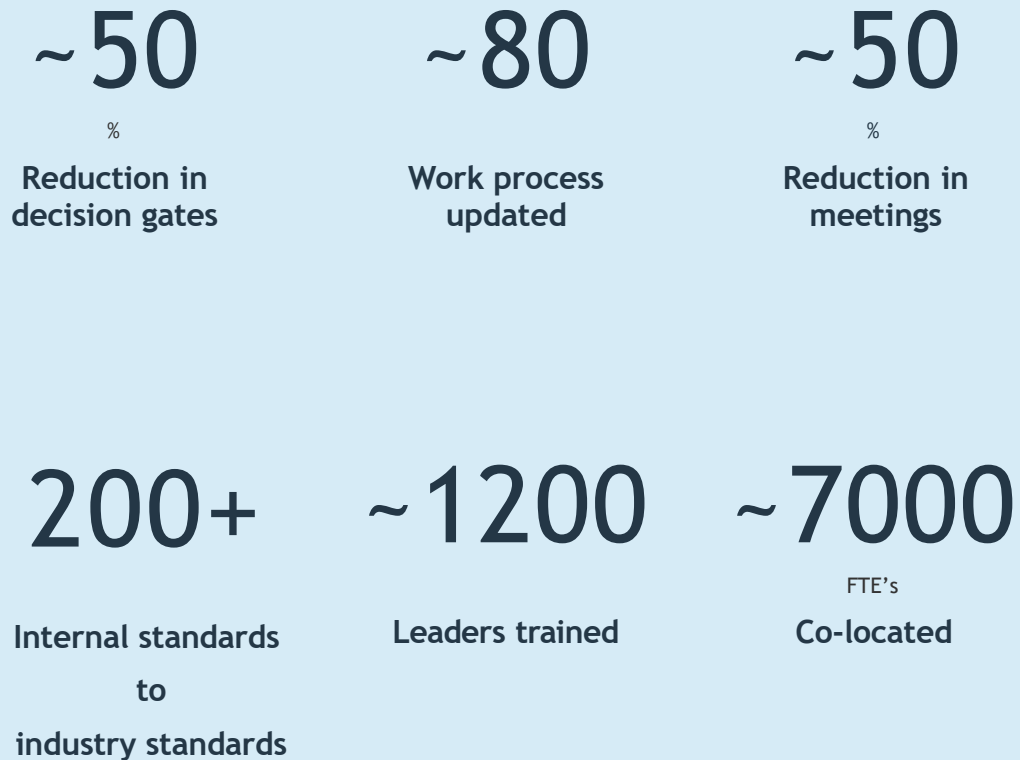 ~50
%
Reduction in
decision gates
~80
Work process
updated
~50
%
Reduction in
meetings
200+
Internal standards
to
industry standards
~1200
Leaders trained
~7000
FTE’s
Co-located